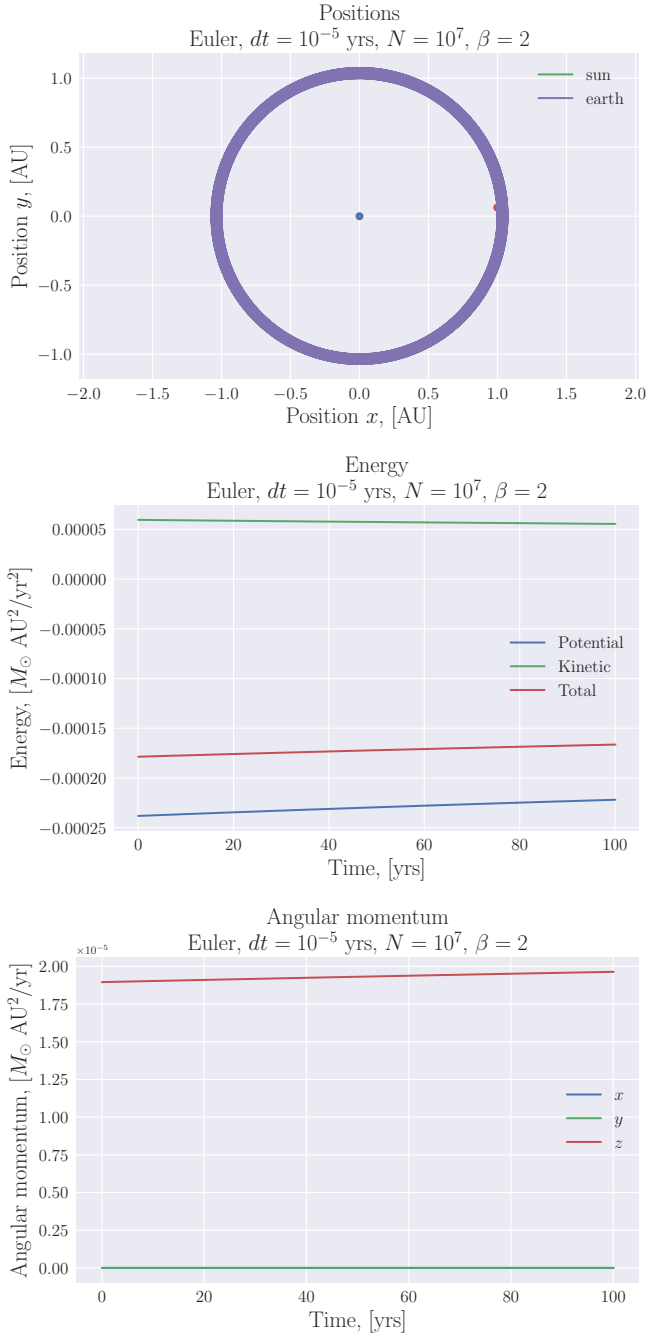 Positions
Euler, dt = 10⁻⁵ yrs, N = 10⁷, β = 2
1.0
0.5
0.0
−0.5
−1.0
Position y, [AU]
sun
earth
−2.0 −1.5 −1.0 −0.5 0.0 0.5 1.0 1.5 2.0
Position x, [AU]
Energy
Euler, dt = 10⁻⁵ yrs, N = 10⁷, β = 2
0.00005
0.00000
−0.00005
−0.00010
−0.00015
−0.00020
−0.00025
Energy, [M⊙ AU²/yr²]
Potential
Kinetic
Total
0 20 40 60 80 100
Time, [yrs]
Angular momentum
Euler, dt = 10⁻⁵ yrs, N = 10⁷, β = 2
×10⁻⁵
2.00
1.75
1.50
1.25
1.00
0.75
0.50
0.25
0.00
Angular momentum, [M⊙ AU²/yr]
x
y
z
0 20 40 60 80 100
Time, [yrs]